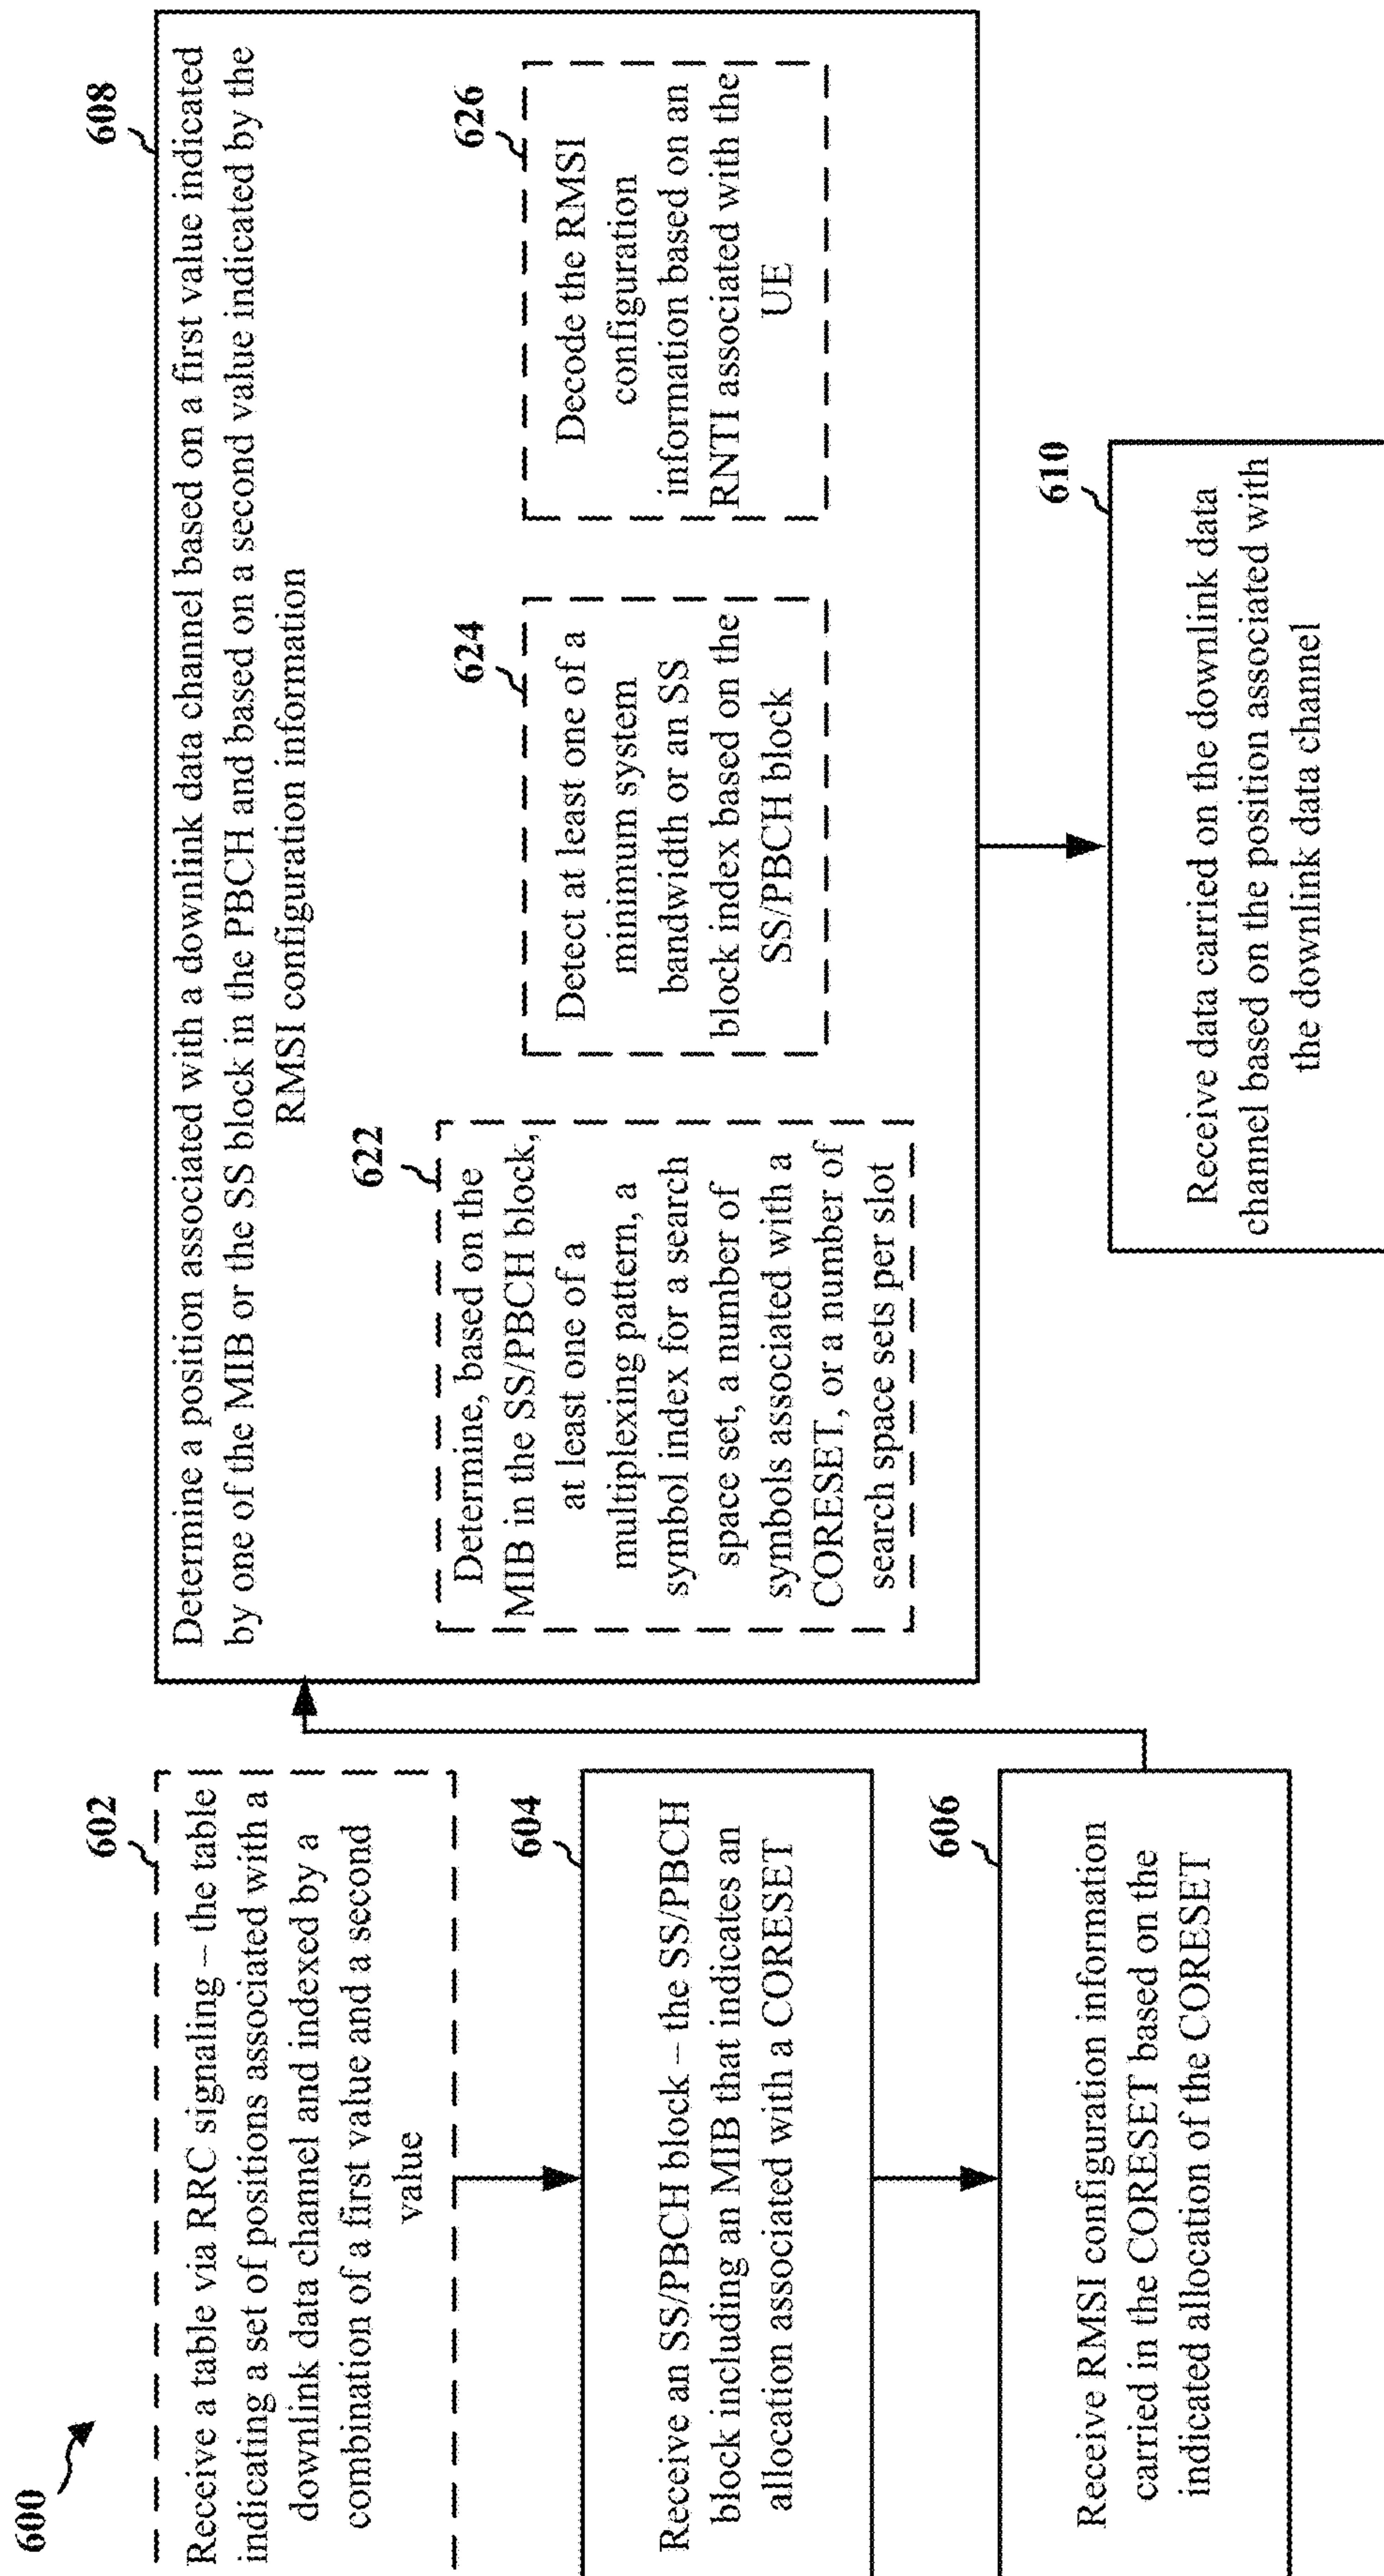 600
602
Receive a table via RRC signaling – the table
indicating a set of positions associated with a
downlink data channel and indexed by a
combination of a first value and a second
value
604
Receive an SS/PBCH block – the SS/PBCH
block including an MIB that indicates an
allocation associated with a CORESET
606
Receive RMSI configuration information
carried in the CORESET based on the
indicated allocation of the CORESET
608
Determine a position associated with a downlink data channel based on a first value indicated
by one of the MIB or the SS block in the PBCH and based on a second value indicated by the
RMSI configuration information
622
Determine, based on the
MIB in the SS/PBCH block,
at least one of a
multiplexing pattern, a
symbol index for a search
space set, a number of
symbols associated with a
CORESET, or a number of
search space sets per slot
624
Detect at least one of a
minimum system
bandwidth or an SS
block index based on the
SS/PBCH block
626
Decode the RMSI
configuration
information based on an
RNTI associated with the
UE
610
Receive data carried on the downlink data
channel based on the position associated with
the downlink data channel